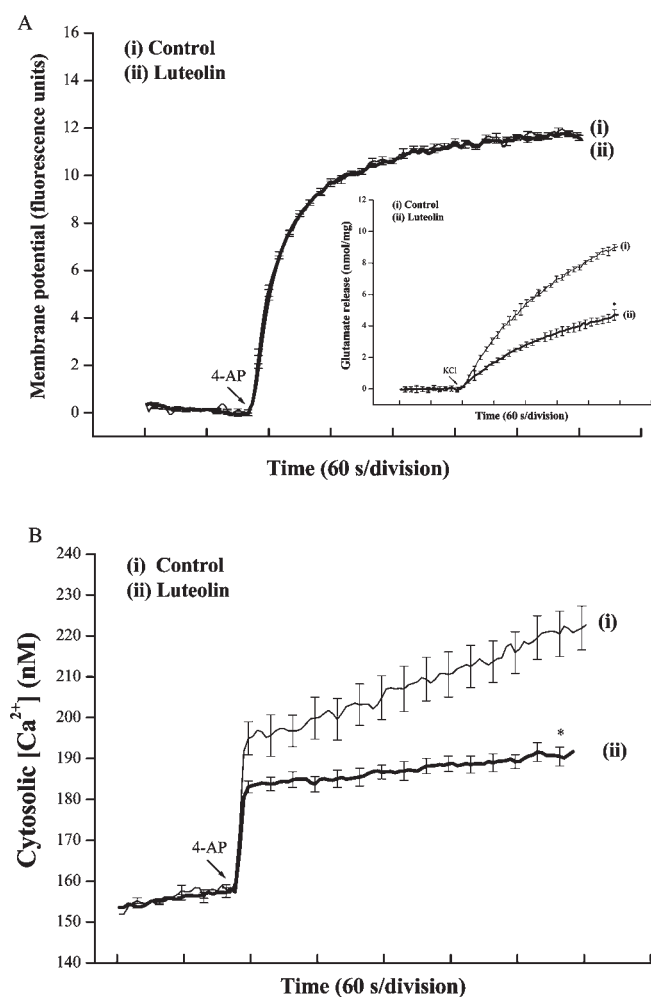 A
(i) Control
(ii) Luteolin
Membrane potential (fluorescence units)
16
14
12
10
8
6
4
2
0
4-AP
(i)
(ii)
Time (60 s/division)
(i) Control
(ii) Luteolin
Glutamate release (nmol/mg)
12
10
8
6
4
2
0
KCl
(i)
*
(ii)
Time (60 s/division)
B
(i) Control
(ii) Luteolin
Cytosolic [Ca2+] (nM)
240
230
220
210
200
190
180
170
160
150
140
4-AP
(i)
*
(ii)
Time (60 s/division)